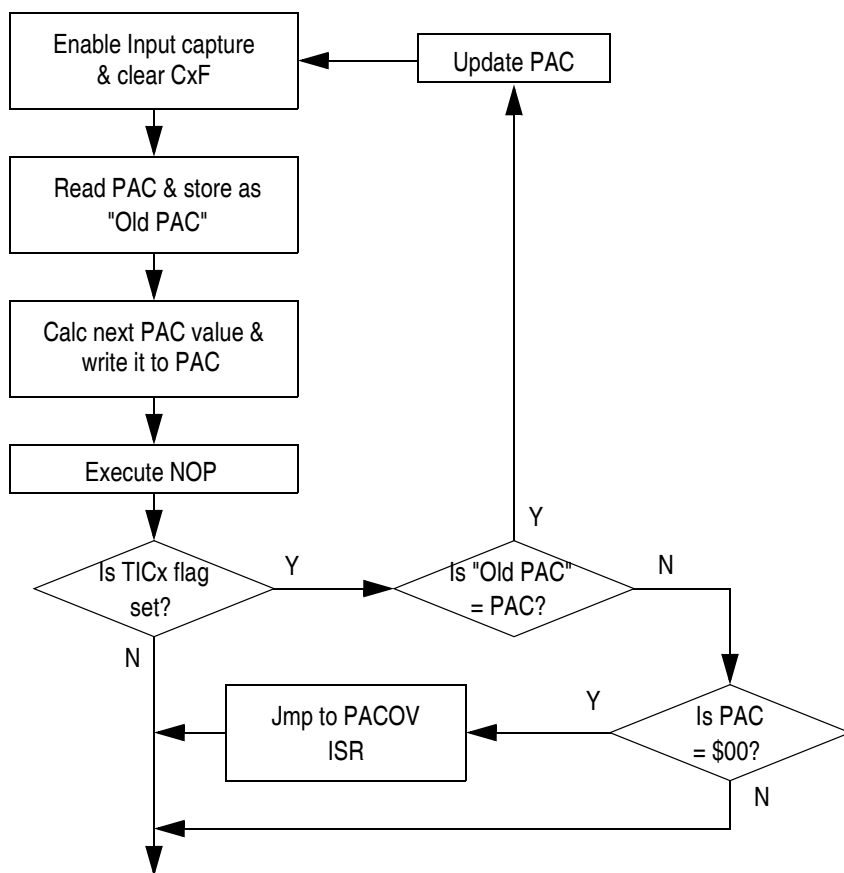 Enable Input capture
& clear CxF
Update PAC
Read PAC & store as
"Old PAC"
Calc next PAC value &
write it to PAC
Execute NOP
Is TICx flag
set?
Y
N
Is "Old PAC"
= PAC?
Y
N
Is PAC
= $00?
Y
N
Jmp to PACOV
ISR